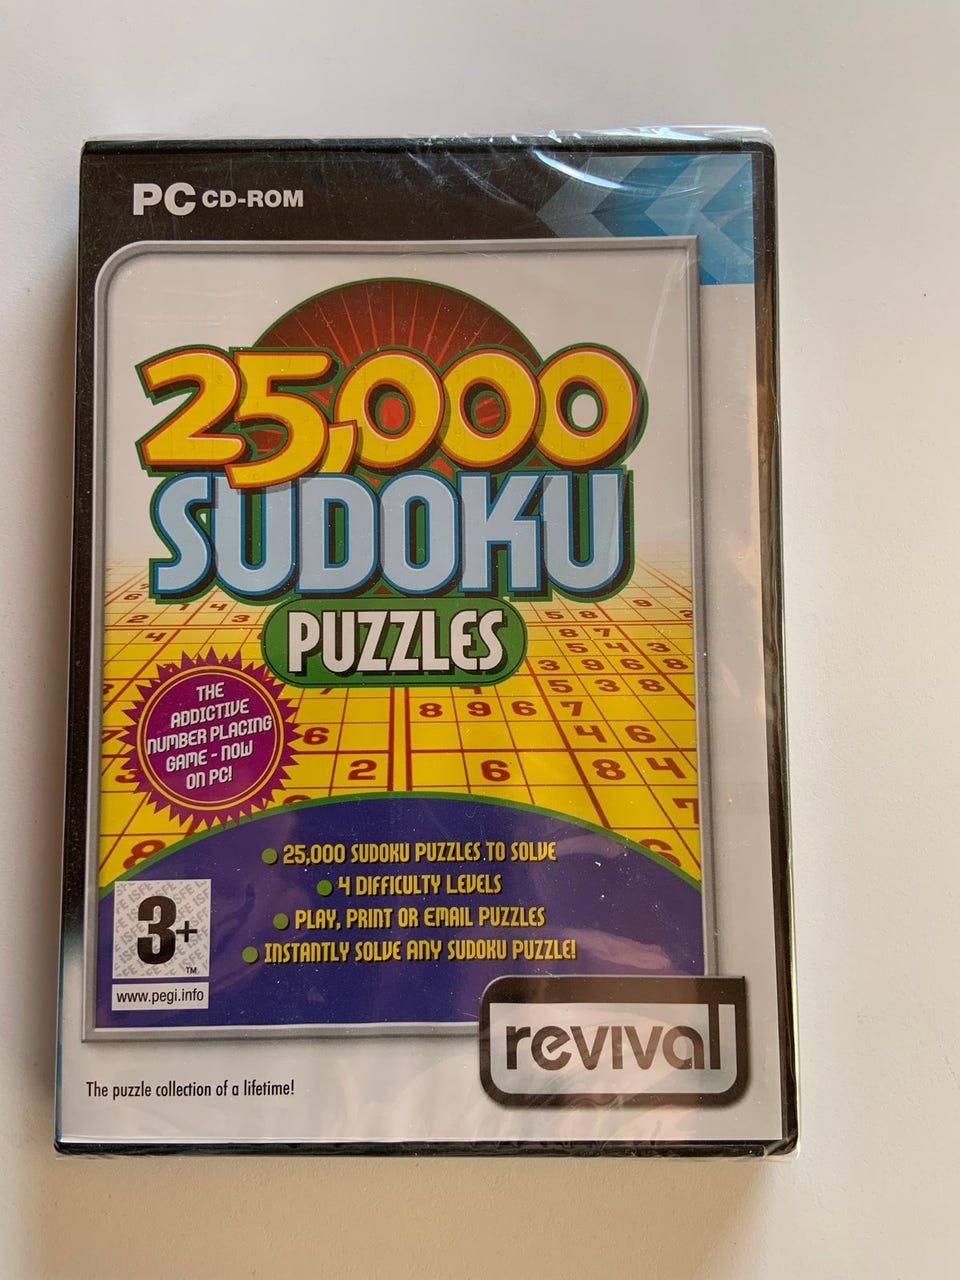 PC CD-ROM
25,000
SUDOKU
PUZZLES
THE
ADDICTIVE
NUMBER PLACING
GAME - NOW
ON PC!
25,000 SUDOKU PUZZLES TO SOLVE
4 DIFFICULTY LEVELS
PLAY, PRINT OR EMAIL PUZZLES
INSTANTLY SOLVE ANY SUDOKU PUZZLE!
3+
TM
www.pegi.info
revival
The puzzle collection of a lifetime!